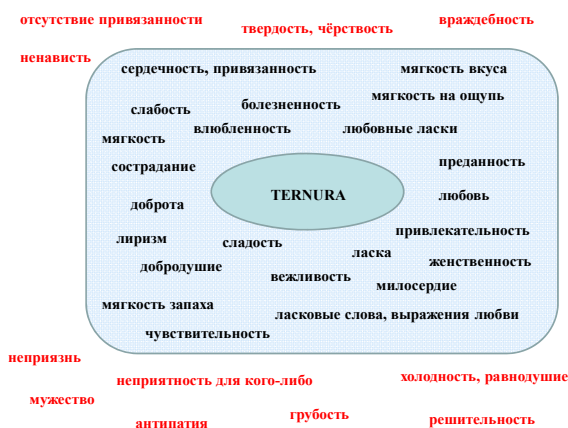 отсутствие привязанности
твердость, чёрствость
враждебность
ненависть
сердечность, привязанность
мягкость вкуса
слабость
болезненность
мягкость на ощупь
мягкость
влюбленность
любовные ласки
сострадание
преданность
TERNURA
доброта
любовь
лиризм
сладость
привлекательность
добродушие
ласка
женственность
вежливость
милосердие
мягкость запаха
ласковые слова, выражения любви
чувствительность
неприязнь
неприятность для кого-либо
холодность, равнодушие
мужество
антипатия
грубость
решительность